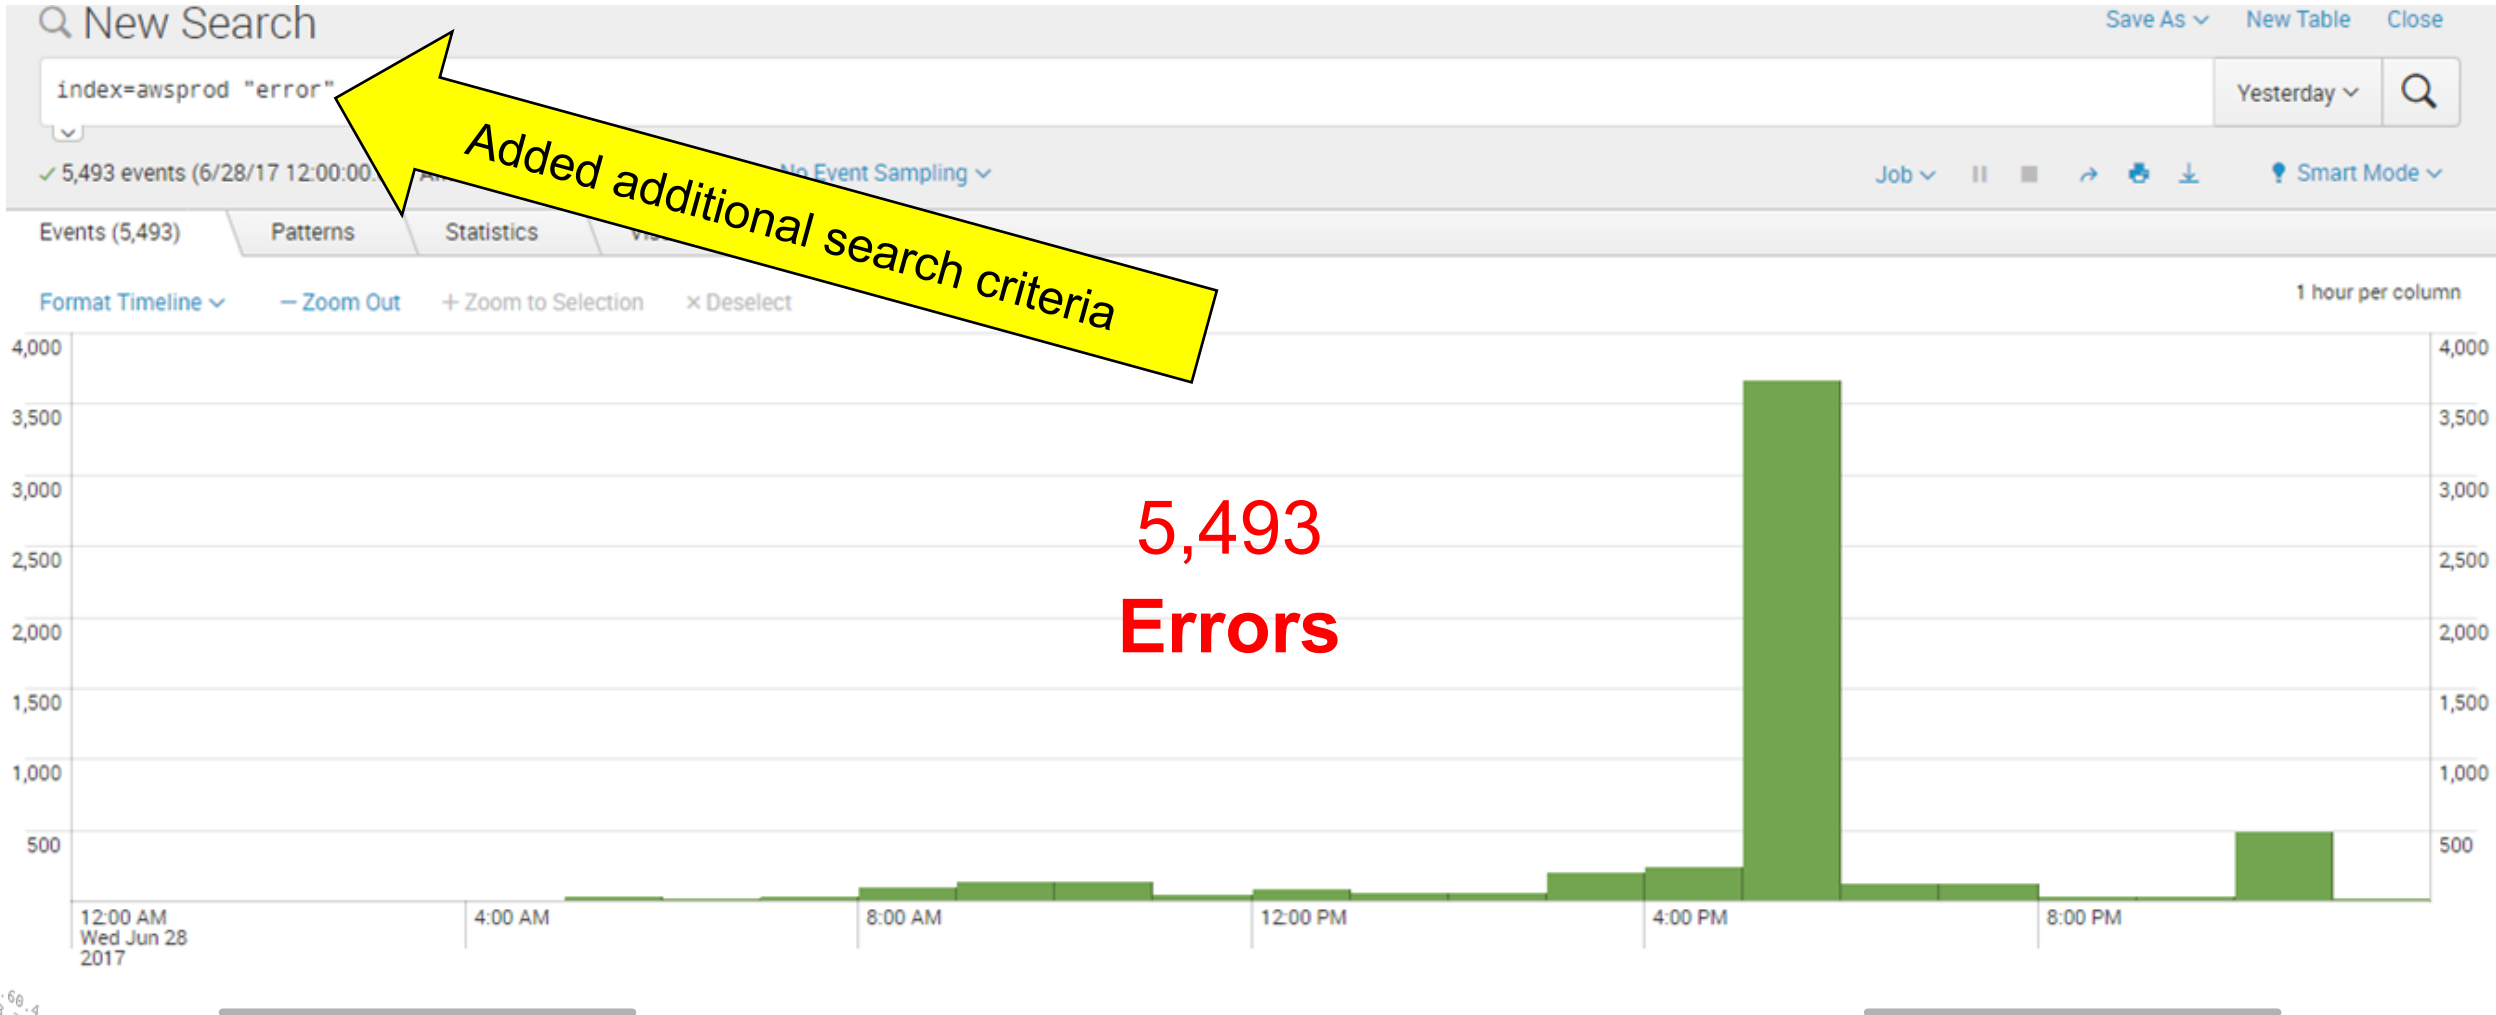 New Search
Save As New Table Close
index=awsprod "error"
Yesterday
Added additional search criteria
5,493 events (6/28/17 12:00:00.
No Event Sampling
Job
Smart Mode
Events (5,493) Patterns Statistics
Format Timeline – Zoom Out + Zoom to Selection × Deselect
1 hour per column
4,000 4,000
3,500 3,500
3,000 3,000
2,500 2,500
2,000 2,000
1,500 1,500
1,000 1,000
500 500
5,493
Errors
12:00 AM 4:00 AM 8:00 AM 12:00 PM 4:00 PM 8:00 PM
Wed Jun 28
2017